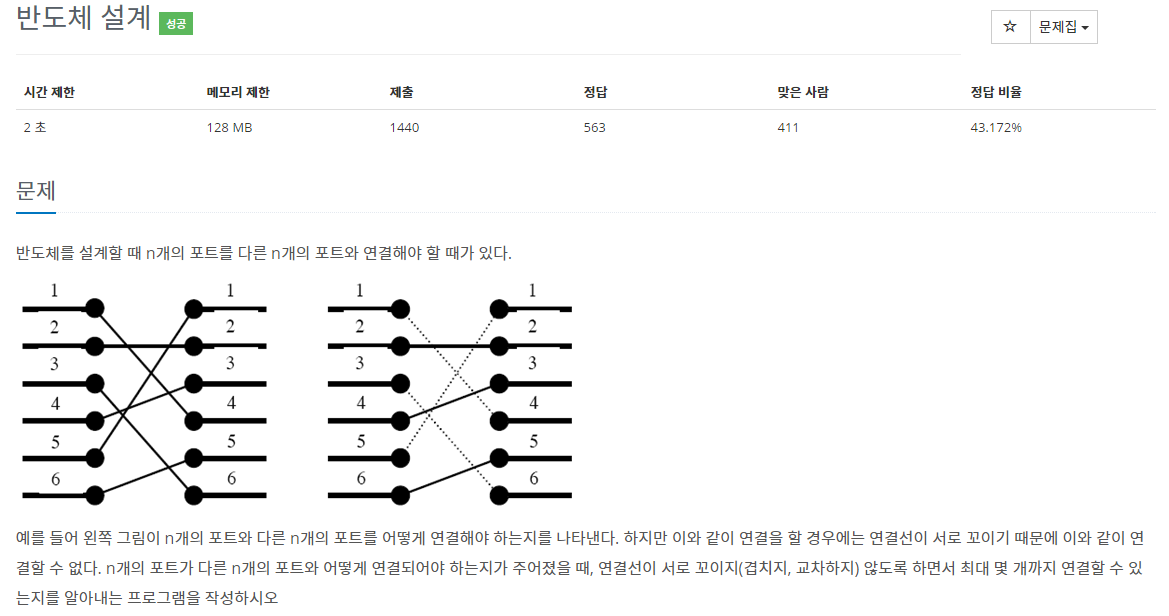 반도체 설계 성공
☆ 문제집
시간 제한 메모리 제한 제출 정답 맞은 사람 정답 비율
2 초 128 MB 1440 563 411 43.172%
문제
반도체를 설계할 때 n개의 포트를 다른 n개의 포트와 연결해야 할 때가 있다.
1 1 1 1
2 2 2 2
3 3 3 3
4 4 4 4
5 5 5 5
6 6 6 6
예를 들어 왼쪽 그림이 n개의 포트와 다른 n개의 포트를 어떻게 연결해야 하는지를 나타낸다. 하지만 이와 같이 연결을 할 경우에는 연결선이 서로 꼬이기 때문에 이와 같이 연
결할 수 없다. n개의 포트가 다른 n개의 포트와 어떻게 연결되어야 하는지가 주어졌을 때, 연결선이 서로 꼬이지(겹치지, 교차하지) 않도록 하면서 최대 몇 개까지 연결할 수 있
는지를 알아내는 프로그램을 작성하시오